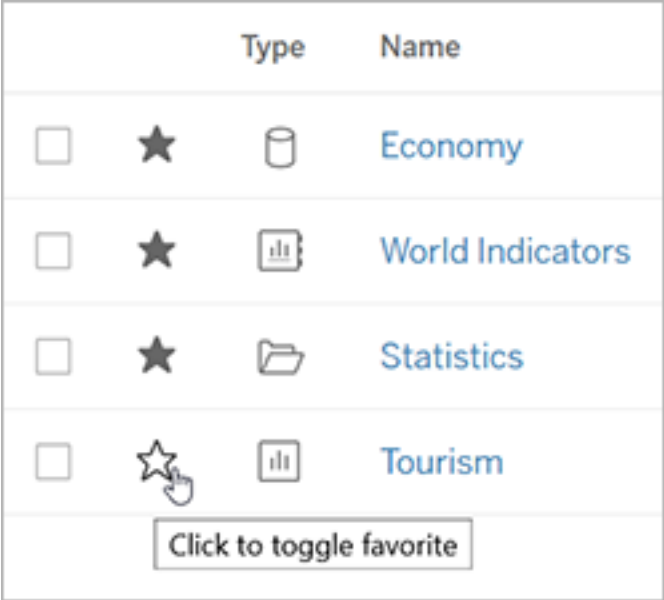 Type Name
Economy
World Indicators
Statistics
Tourism
Click to toggle favorite